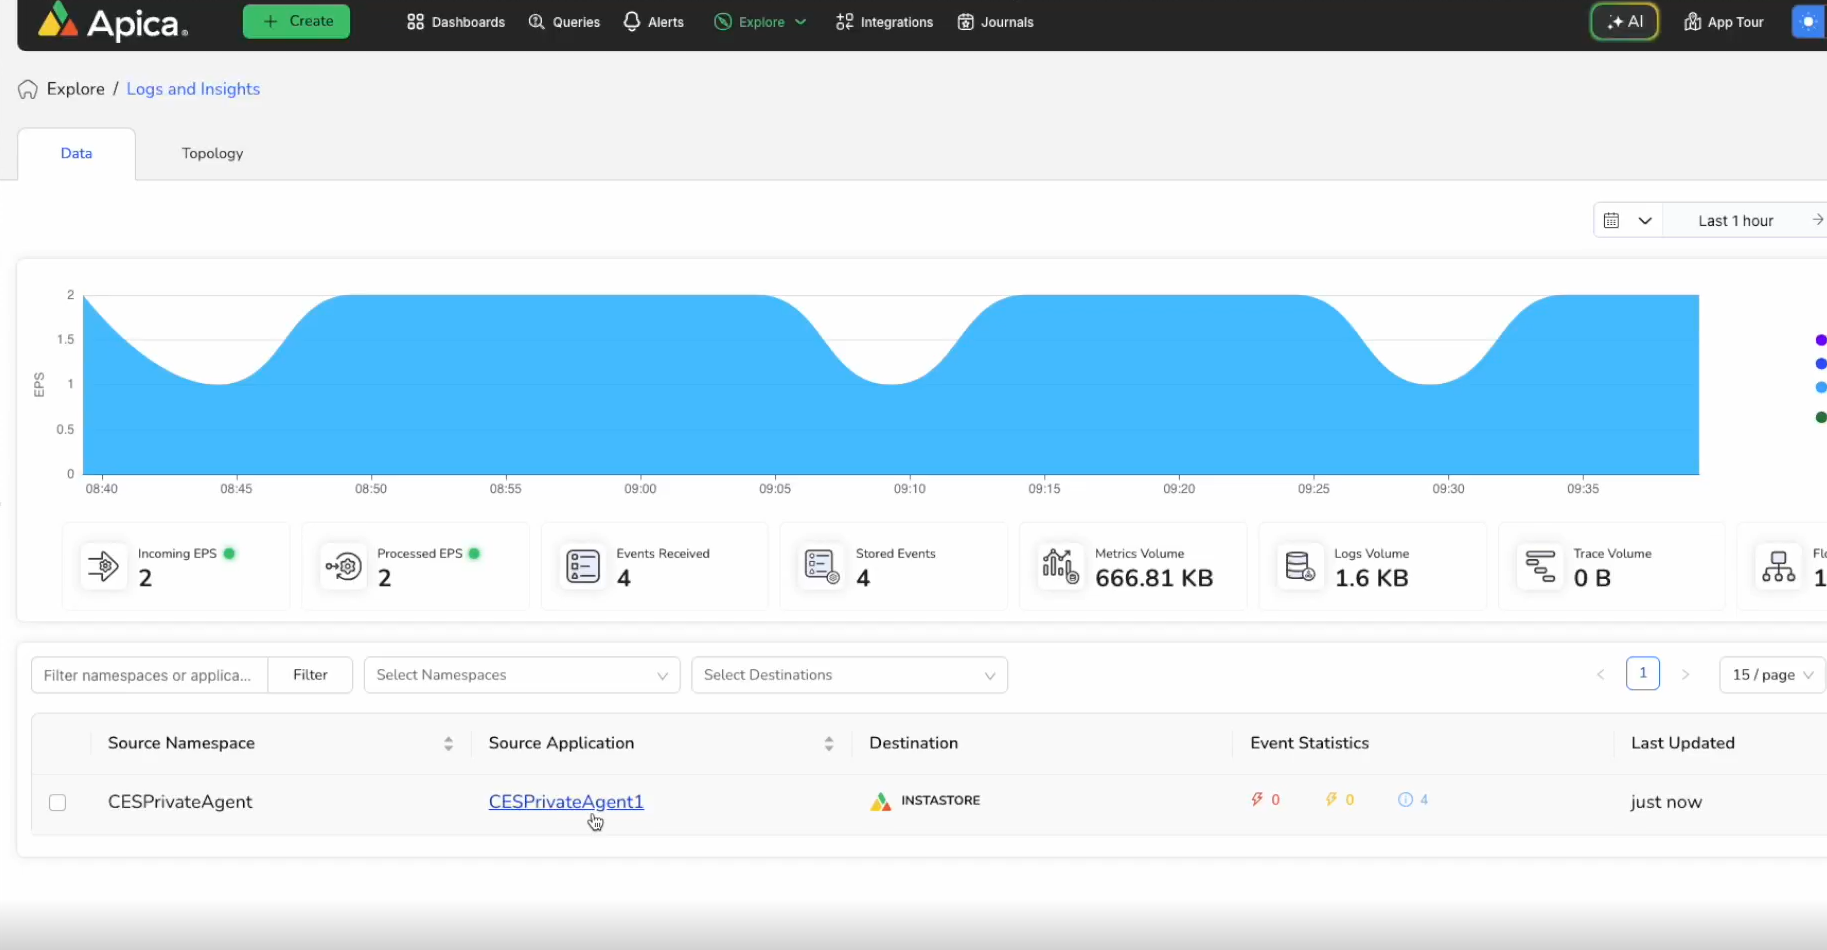 Apica
Create
Dashboards
Queries
Alerts
Explore
Integrations
Journals
AI
App Tour
Explore / Logs and Insights
Data
Topology
Last 1 hour
EPS
2
1.5
1
0.5
0
08:40
08:45
08:50
08:55
09:00
09:05
09:10
09:15
09:20
09:25
09:30
09:35
Incoming EPS
2
Processed EPS
2
Events Received
4
Stored Events
4
Metrics Volume
666.81 KB
Logs Volume
1.6 KB
Trace Volume
0 B
Filter namespaces or applica...
Filter
Select Namespaces
Select Destinations
1
15 / page
Source Namespace
Source Application
Destination
Event Statistics
Last Updated
CESPrivateAgent
CESPrivateAgent1
INSTASTORE
0
0
4
just now